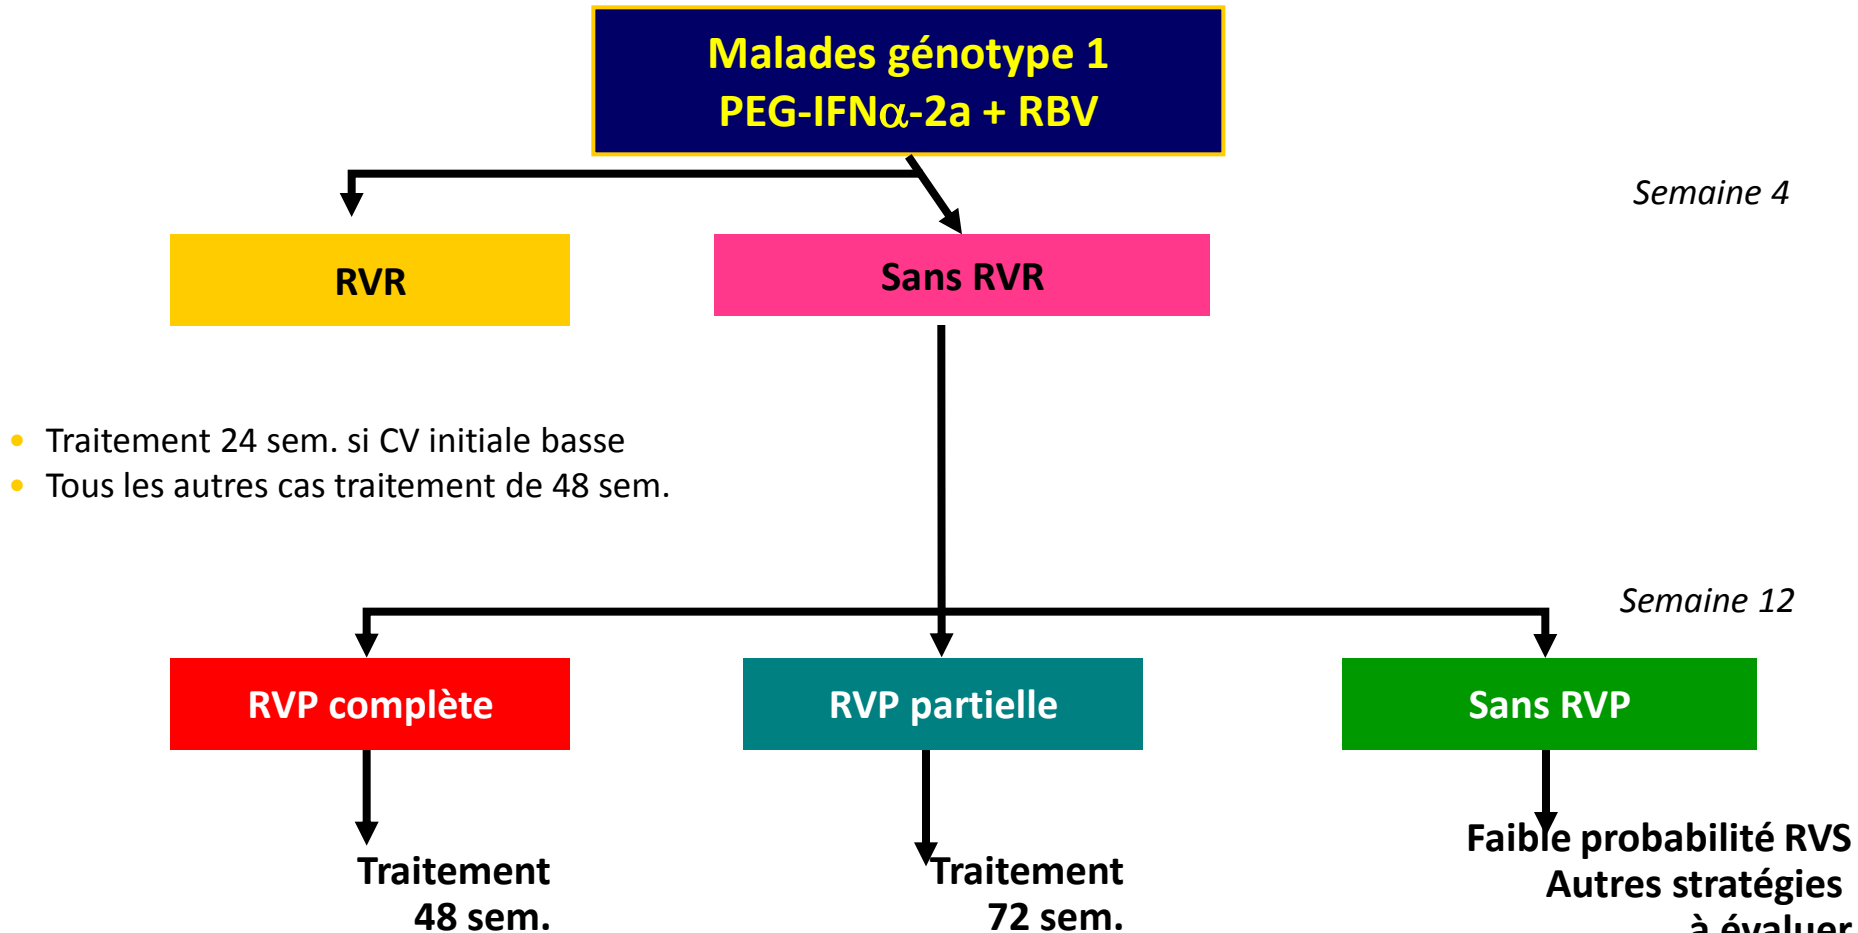 Malades génotype 1
PEG-IFNα-2a + RBV
Semaine 4
RVR
Sans RVR
• Traitement 24 sem. si CV initiale basse
• Tous les autres cas traitement de 48 sem.
Semaine 12
RVP complète
RVP partielle
Sans RVP
Traitement
48 sem.
Traitement
72 sem.
Faible probabilité RVS
Autres stratégies
à évaluer